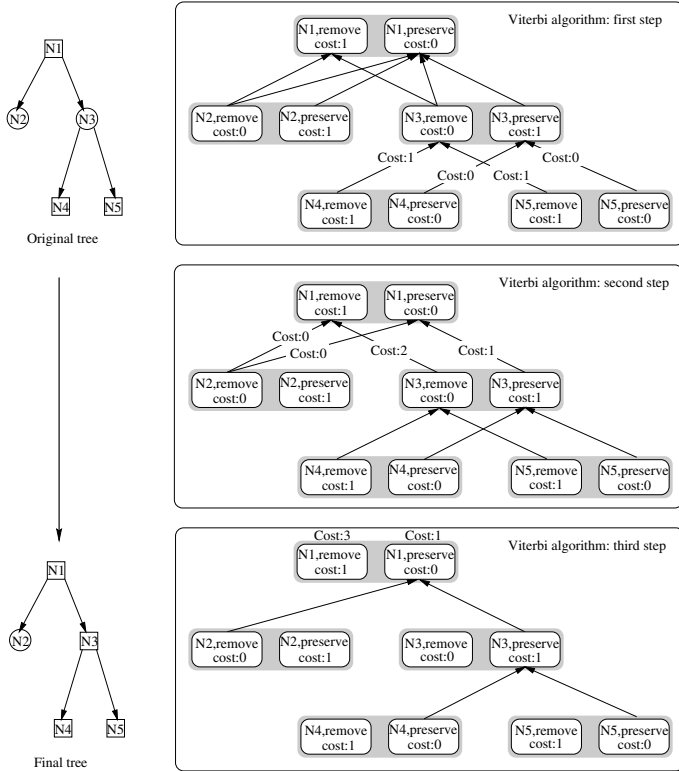 N1
N2
N3
N4
N5
Original tree
Viterbi algorithm: first step
N1,remove
cost:1
N1,preserve
cost:0
N2,remove
cost:0
N2,preserve
cost:1
N3,remove
cost:0
N3,preserve
cost:1
Cost:1
Cost:0
Cost:1
Cost:0
N4,remove
cost:1
N4,preserve
cost:0
N5,remove
cost:1
N5,preserve
cost:0
Viterbi algorithm: second step
N1,remove
cost:1
N1,preserve
cost:0
Cost:0
Cost:0
Cost:2
Cost:1
N2,remove
cost:0
N2,preserve
cost:1
N3,remove
cost:0
N3,preserve
cost:1
N4,remove
cost:1
N4,preserve
cost:0
N5,remove
cost:1
N5,preserve
cost:0
Viterbi algorithm: third step
Cost:3
Cost:1
N1,remove
cost:1
N1,preserve
cost:0
N2,remove
cost:0
N2,preserve
cost:1
N3,remove
cost:0
N3,preserve
cost:1
N4,remove
cost:1
N4,preserve
cost:0
N5,remove
cost:1
N5,preserve
cost:0
N1
N2
N3
N4
N5
Final tree